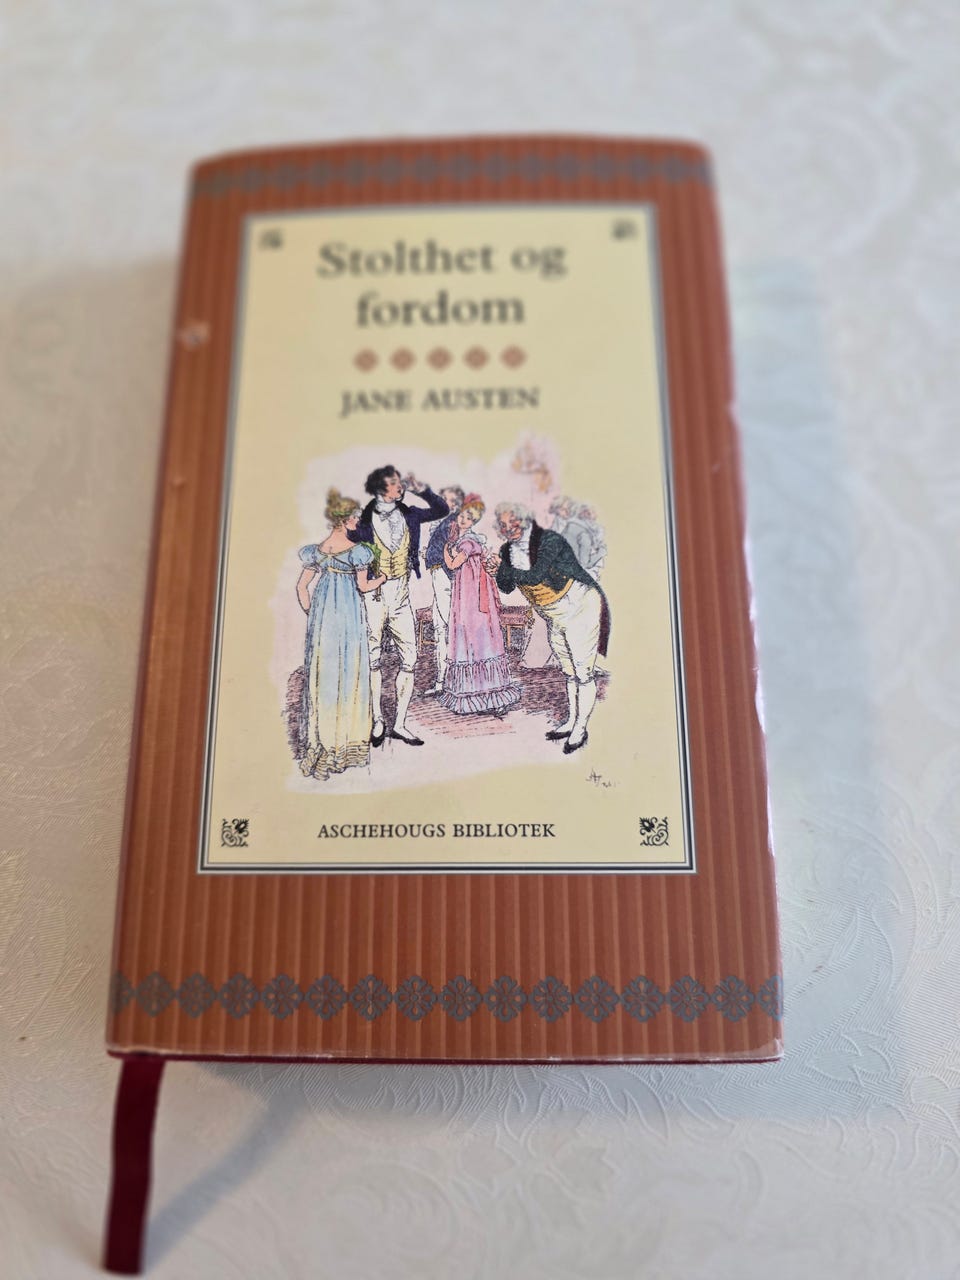 Stolthet og
fordom
JANE AUSTEN
ASCHEHOUGS BIBLIOTEK